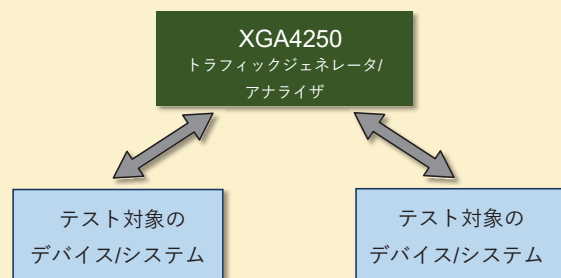 XGA4250
トラフィックジェネレータ/
アナライザ
テスト対象の
デバイス/システム
テスト対象の
デバイス/システム